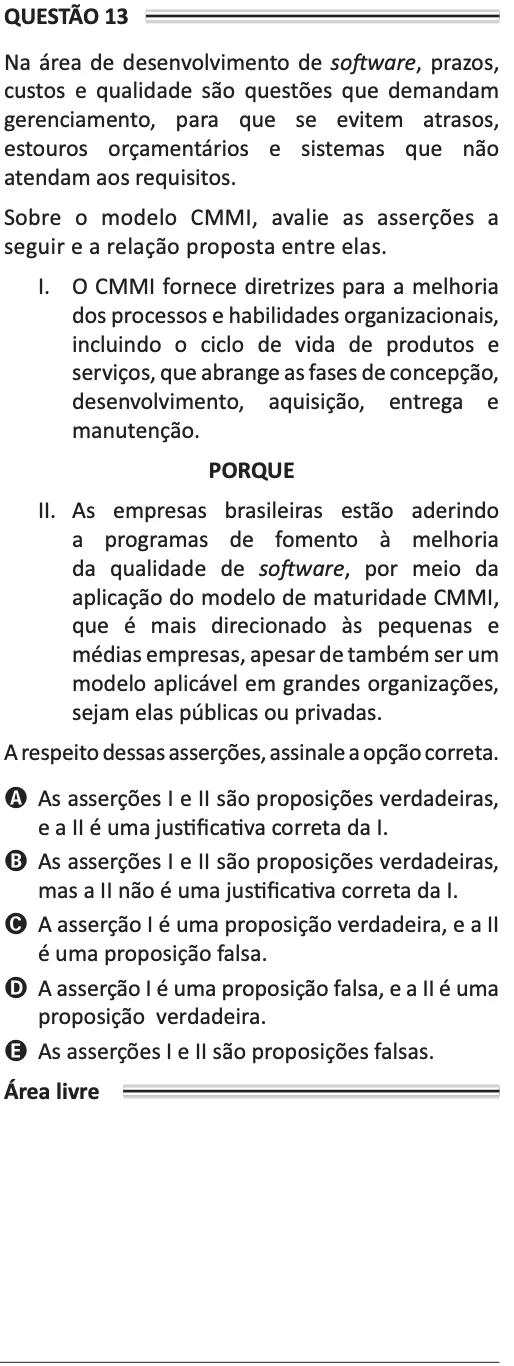 QUESTÃO 13
Na área de desenvolvimento de software, prazos,
custos e qualidade são questões que demandam
gerenciamento, para que se evitem atrasos,
estouros orçamentários e sistemas que não
atendam aos requisitos.
Sobre o modelo CMMI, avalie as asserções a
seguir e a relação proposta entre elas.
I. O CMMI fornece diretrizes para a melhoria
dos processos e habilidades organizacionais,
incluindo o ciclo de vida de produtos e
serviços, que abrange as fases de concepção,
desenvolvimento, aquisição, entrega e
manutenção.
PORQUE
II. As empresas brasileiras estão aderindo
a programas de fomento à melhoria
da qualidade de software, por meio da
aplicação do modelo de maturidade CMMI,
que é mais direcionado às pequenas e
médias empresas, apesar de também ser um
modelo aplicável em grandes organizações,
sejam elas públicas ou privadas.
A respeito dessas asserções, assinale a opção correta.
A As asserções I e II são proposições verdadeiras,
e a II é uma justificativa correta da I.
B As asserções I e II são proposições verdadeiras,
mas a II não é uma justificativa correta da I.
C A asserção I é uma proposição verdadeira, e a II
é uma proposição falsa.
D A asserção I é uma proposição falsa, e a II é uma
proposição verdadeira.
E As asserções I e II são proposições falsas.
Área livre